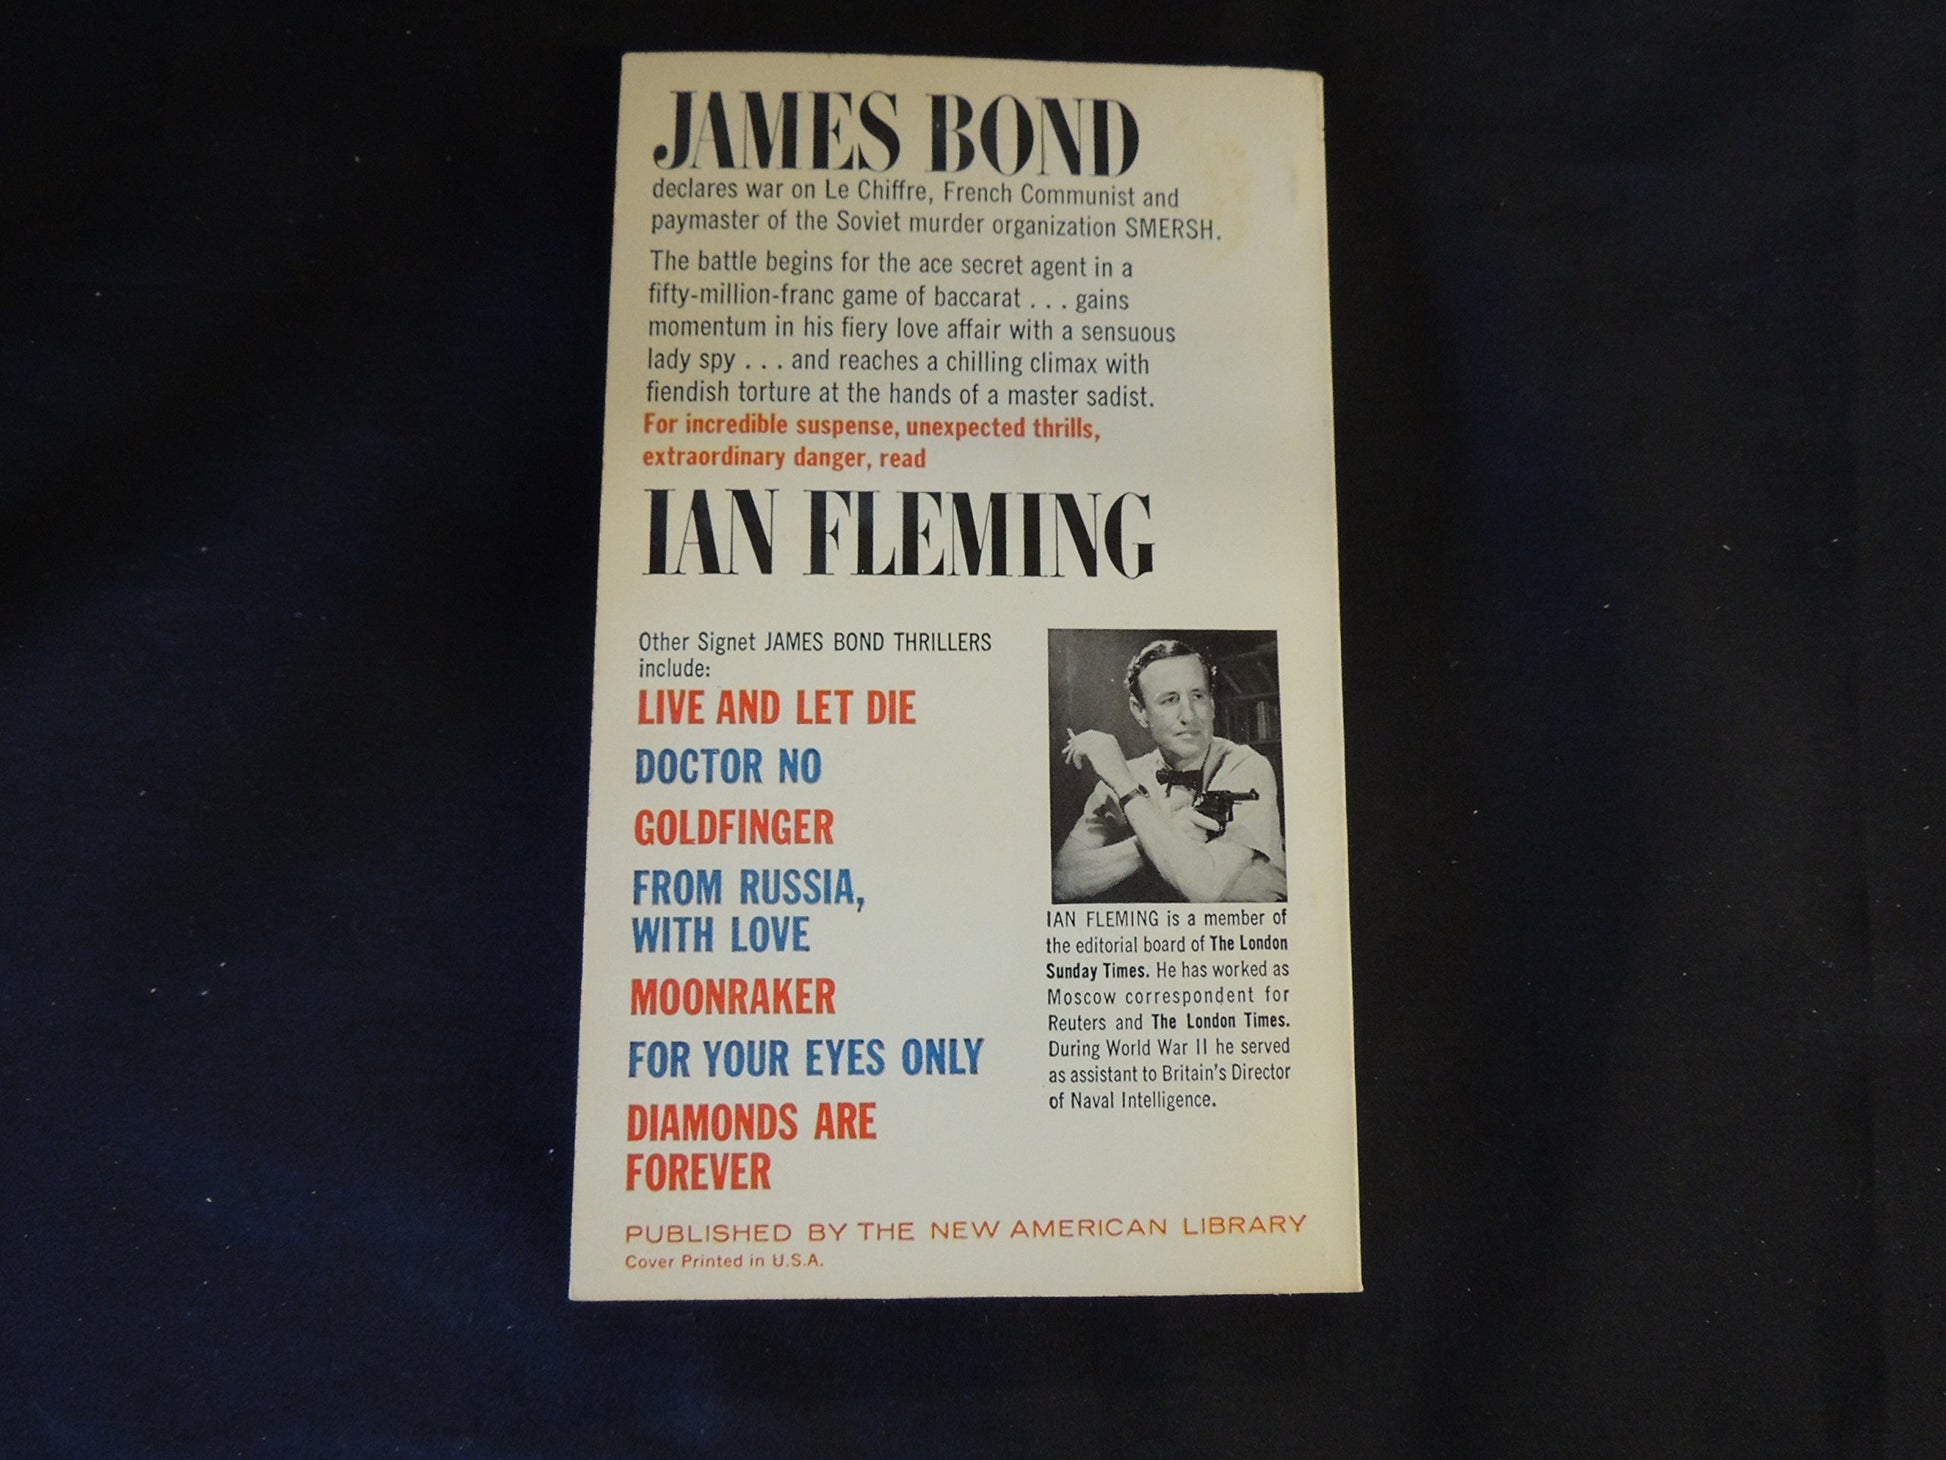 JAMES BOND
declares war on Le Chiffre, French Communist and
paymaster of the Soviet murder organization SMERSH.
The battle begins for the ace secret agent in a
fifty-million-franc game of baccarat . . . gains
momentum in his fiery love affair with a sensuous
lady spy . . . and reaches a chilling climax with
fiendish torture at the hands of a master sadist.
For incredible suspense, unexpected thrills,
extraordinary danger, read
IAN FLEMING
Other Signet JAMES BOND THRILLERS
include:
LIVE AND LET DIE
DOCTOR NO
GOLDFINGER
FROM RUSSIA,
WITH LOVE
MOONRAKER
FOR YOUR EYES ONLY
DIAMONDS ARE
FOREVER
IAN FLEMING is a member of
the editorial board of The London
Sunday Times. He has worked as
Moscow correspondent for
Reuters and The London Times.
During World War II he served
as assistant to Britain's Director
of Naval Intelligence.
PUBLISHED BY THE NEW AMERICAN LIBRARY
Cover Printed in U.S.A.